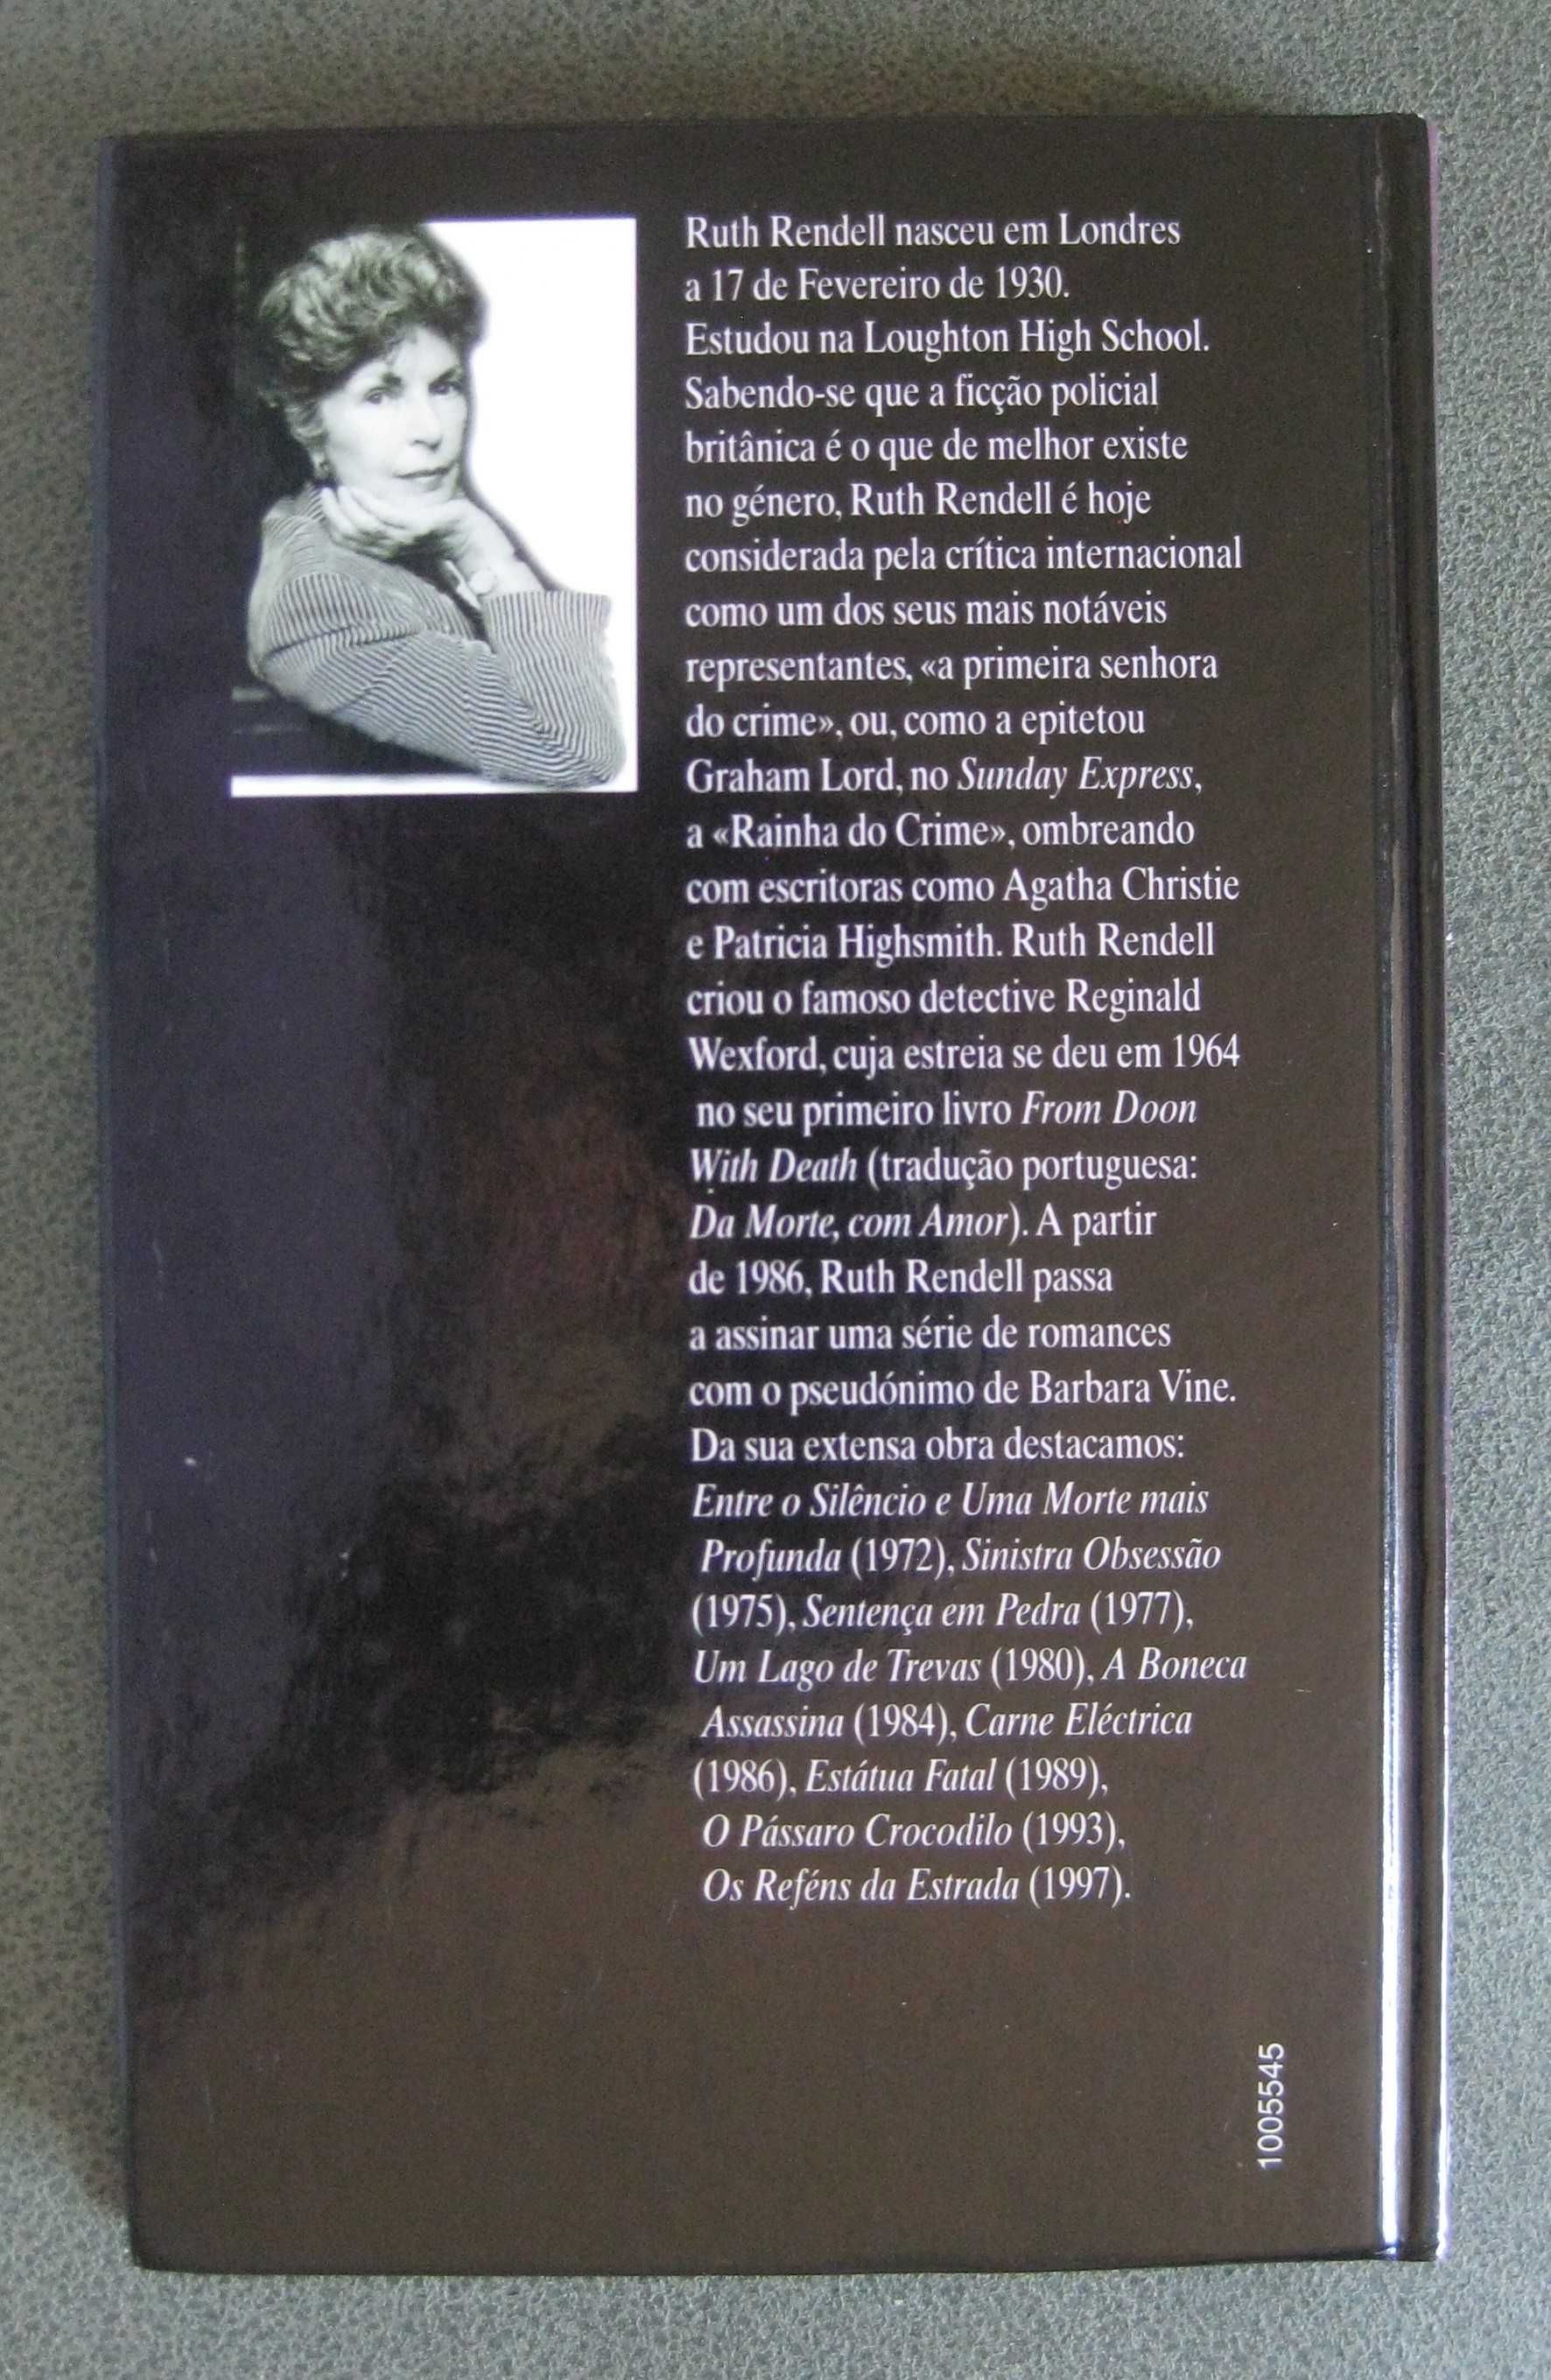 Ruth Rendell nasceu em Londres
a 17 de Fevereiro de 1930.
Estudou na Loughton High School.
Sabendo-se que a ficção policial
britânica é o que de melhor existe
no género, Ruth Rendell é hoje
considerada pela crítica internacional
como um dos seus mais notáveis
representantes, «a primeira senhora
do crime», ou, como a epitetou
Graham Lord, no Sunday Express,
a «Rainha do Crime», ombreando
com escritoras como Agatha Christie
e Patricia Highsmith. Ruth Rendell
criou o famoso detective Reginald
Wexford, cuja estreia se deu em 1964
no seu primeiro livro From Doon
With Death (tradução portuguesa:
Da Morte, com Amor). A partir
de 1986, Ruth Rendell passa
a assinar uma série de romances
com o pseudónimo de Barbara Vine.
Da sua extensa obra destacamos:
Entre o Silêncio e Uma Morte mais
Profunda (1972), Sinistra Obsessão
(1975), Sentença em Pedra (1977),
Um Lago de Trevas (1980), A Boneca
Assassina (1984), Carne Eléctrica
(1986), Estátua Fatal (1989),
O Pássaro Crocodilo (1993),
Os Reféns da Estrada (1997).
1005545